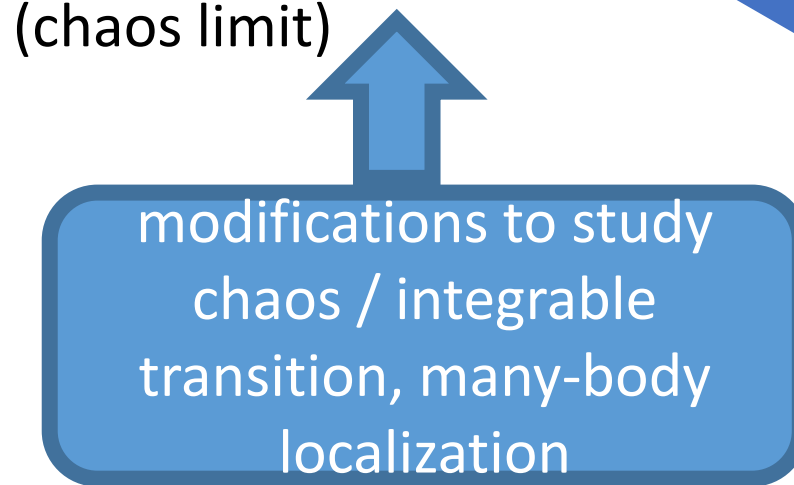 (chaos limit)
modifications to study
chaos / integrable
transition, many-body
localization